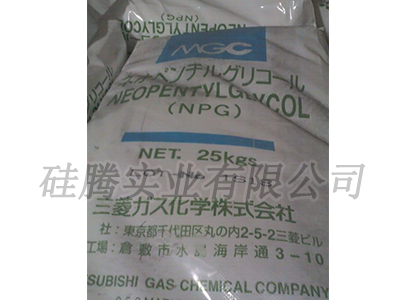 MGC
ネオペンチルグリコール
NEOPENTYLGLYCOL
(NPG)
NET. 25kgs
LOT No.
硅腾实业有限公司
三菱ガス化学株式会社
社:東京都千代田区丸の内2-5-2三菱ビル
工場:倉敷市水島海岸通3-10
SUBISHI GAS CHEMICAL COMPANY